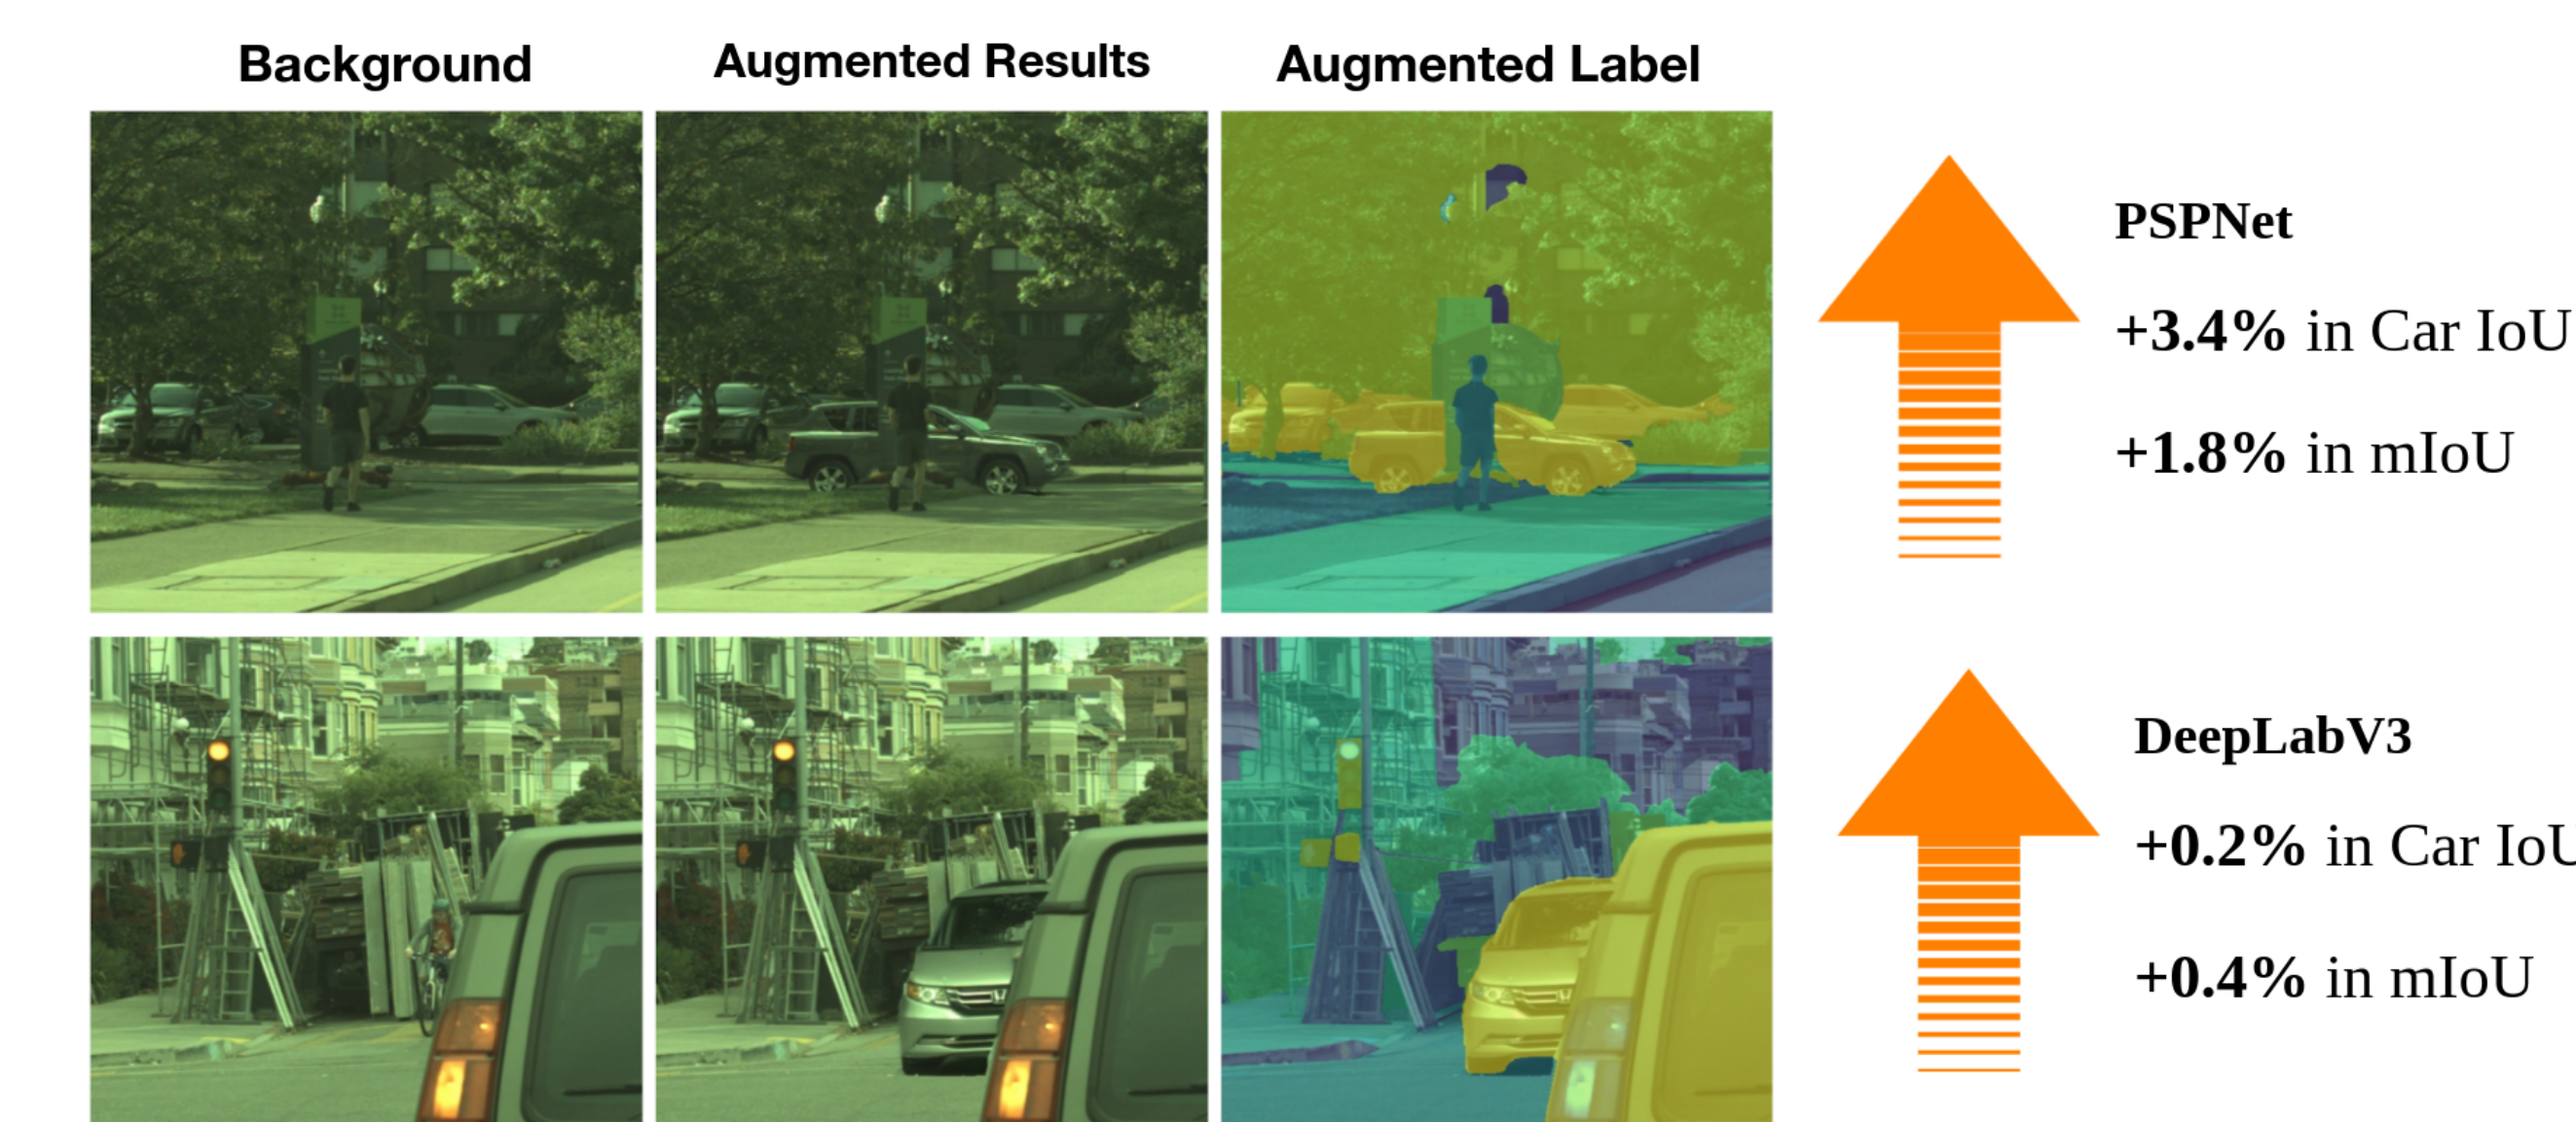 Background
Augmented Results
Augmented Label
PSPNet
+3.4% in Car IoU
+1.8% in mIoU
DeepLabV3
+0.2% in Car IoU
+0.4% in mIoU